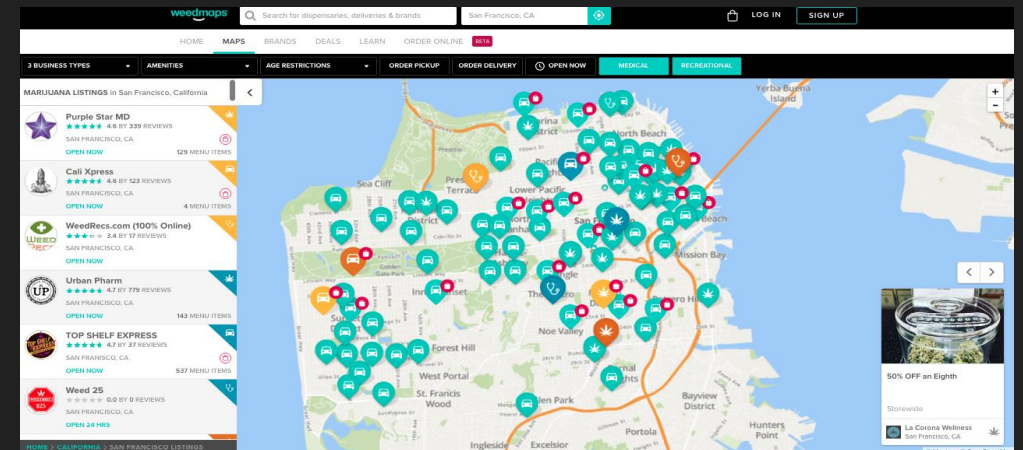 weedmaps
Search for dispensaries, deliveries & brands
San Francisco, CA
LOG IN
SIGN UP
HOME
MAPS
BRANDS
DEALS
LEARN
ORDER ONLINE
BETA
3 BUSINESS TYPES
AMENITIES
AGE RESTRICTIONS
ORDER PICKUP
ORDER DELIVERY
OPEN NOW
MEDICAL
RECREATIONAL
MARIJUANA LISTINGS in San Francisco, California
Purple Star MD
4.6 BY 339 REVIEWS
SAN FRANCISCO, CA
OPEN NOW
129 MENU ITEMS
Cali Xpress
4.6 BY 123 REVIEWS
SAN FRANCISCO, CA
OPEN NOW
4 MENU ITEMS
WeedRecs.com (100% Online)
3.4 BY 17 REVIEWS
SAN FRANCISCO, CA
OPEN NOW
Urban Pharm
4.7 BY 779 REVIEWS
SAN FRANCISCO, CA
OPEN NOW
143 MENU ITEMS
TOP SHELF EXPRESS
4.7 BY 37 REVIEWS
SAN FRANISCO, CA
OPEN NOW
537 MENU ITEMS
Weed 25
0.0 BY 0 REVIEWS
SAN FRANCISCO, CA
OPEN 24 HRS
HOME > CALIFORNIA > SAN FRANCISCO LISTINGS
Yerba Buena
Island
North Beach
Sea Cliff
Lower Pacific
Mission Bay
Noe Valley
Forest Hill
West Portal
St. Francis
Wood
Bayview
District
Portola
Hunters
Point
Ingleside
Excelsior
50% OFF an Eighth
Storewide
La Corona Wellness
San Francisco, CA